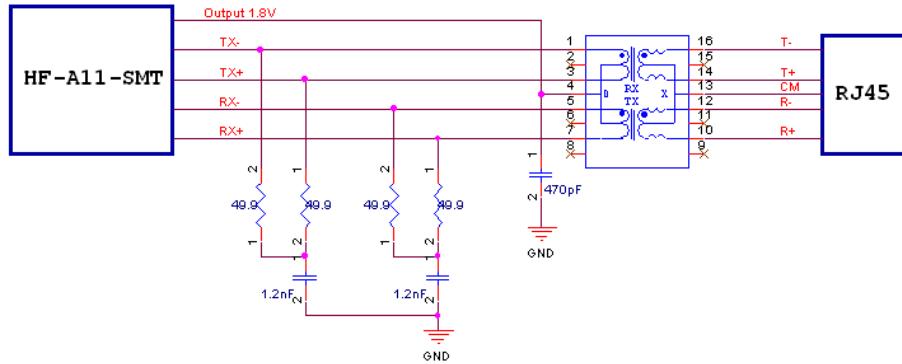 Output 1.8V
HF-A11-SMT
TX-
TX+
RX-
RX+
1
2
3
4
5
6
7
8
RX
TX
D
X
16
15
14
13
12
11
10
9
T-
T+
CM
R-
R+
RJ45
2
1
2
1
1
49.9
49.9
49.9
49.9
470pF
1
2
1
2
2
GND
1
1
1.2nF
1.2nF
2
2
GND